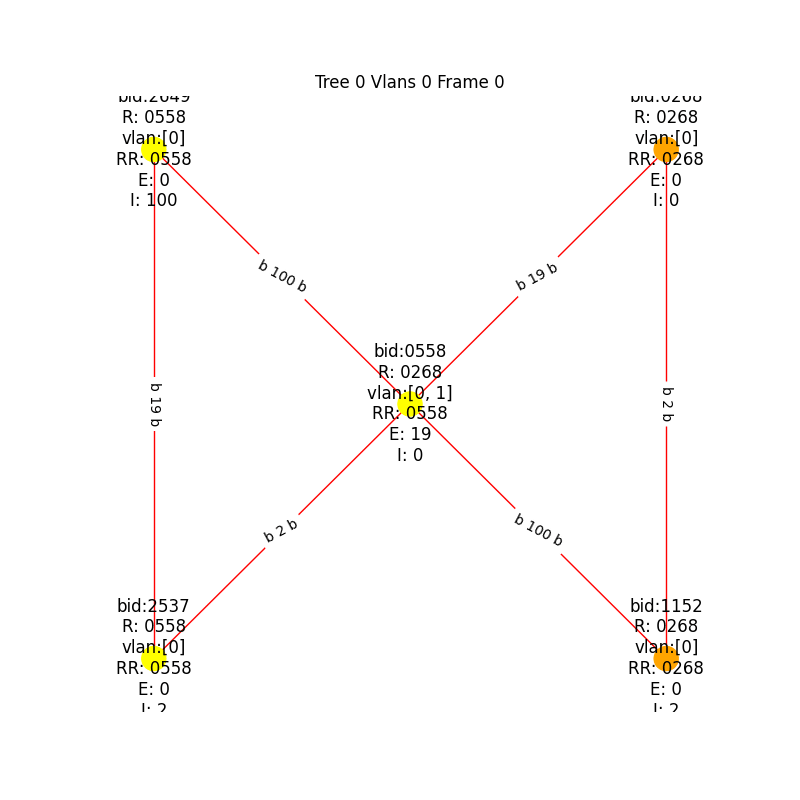 Tree 0 Vlans 0 Frame 0
bid:2649
R: 0558
vlan:[0]
RR: 0558
E: 0
I: 100
bid:0268
R: 0268
vlan:[0]
RR: 0268
E: 0
I: 0
b 100 b
b 19 b
bid:0558
R: 0268
vlan:[0, 1]
RR: 0558
E: 19
I: 0
b 19 b
b 2 b
b 2 b
b 100 b
bid:2537
R: 0558
vlan:[0]
RR: 0558
E: 0
I: 2
bid:1152
R: 0268
vlan:[0]
RR: 0268
E: 0
I: 2